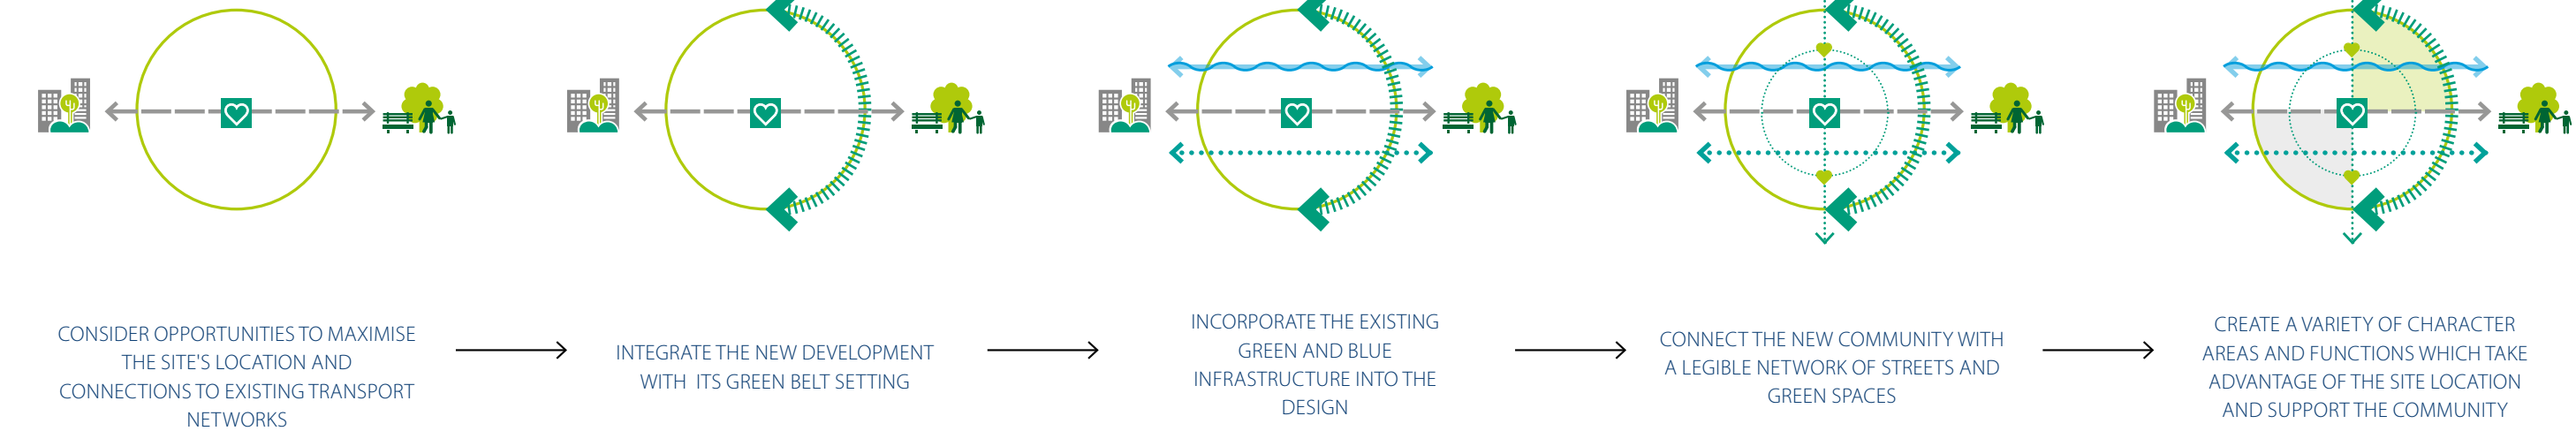 CONSIDER OPPORTUNITIES TO MAXIMISE
THE SITE'S LOCATION AND
CONNECTIONS TO EXISTING TRANSPORT
NETWORKS
INTEGRATE THE NEW DEVELOPMENT
WITH ITS GREEN BELT SETTING
INCORPORATE THE EXISTING
GREEN AND BLUE
INFRASTRUCTURE INTO THE
DESIGN
CONNECT THE NEW COMMUNITY WITH
A LEGIBLE NETWORK OF STREETS AND
GREEN SPACES
CREATE A VARIETY OF CHARACTER
AREAS AND FUNCTIONS WHICH TAKE
ADVANTAGE OF THE SITE LOCATION
AND SUPPORT THE COMMUNITY